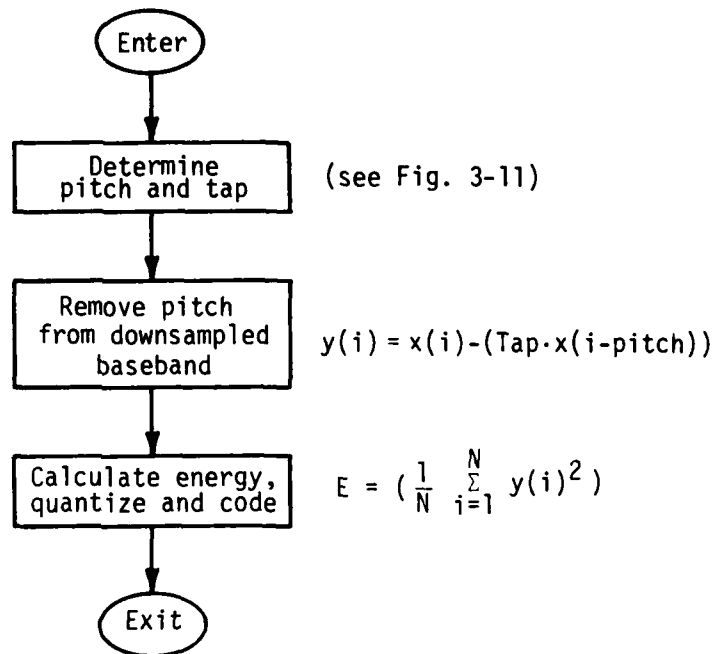 Enter
Determine
pitch and tap
(see Fig. 3-11)
Remove pitch
from downsampled
baseband
y(i) = x(i)-(Tap·x(i-pitch))
Calculate energy,
quantize and code
E = ( 1/N N Σ i=1 y(i)² )
Exit